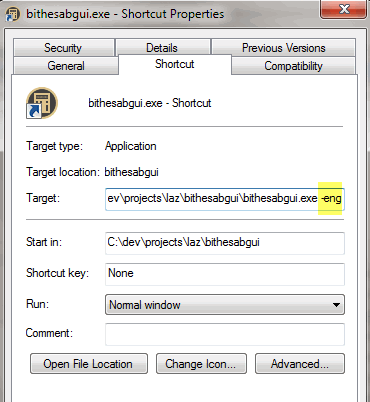 bithesabgui.exe - Shortcut Properties
Security Details Previous Versions
General Shortcut Compatibility
bithesabgui.exe - Shortcut
Target type: Application
Target location: bithesabgui
Target: ev\projects\laz\bithesabgui\bithesabgui.exe -eng
Start in: C:\dev\projects\laz\bithesabgui
Shortcut key: None
Run: Normal window
Comment:
Open File Location Change Icon... Advanced...